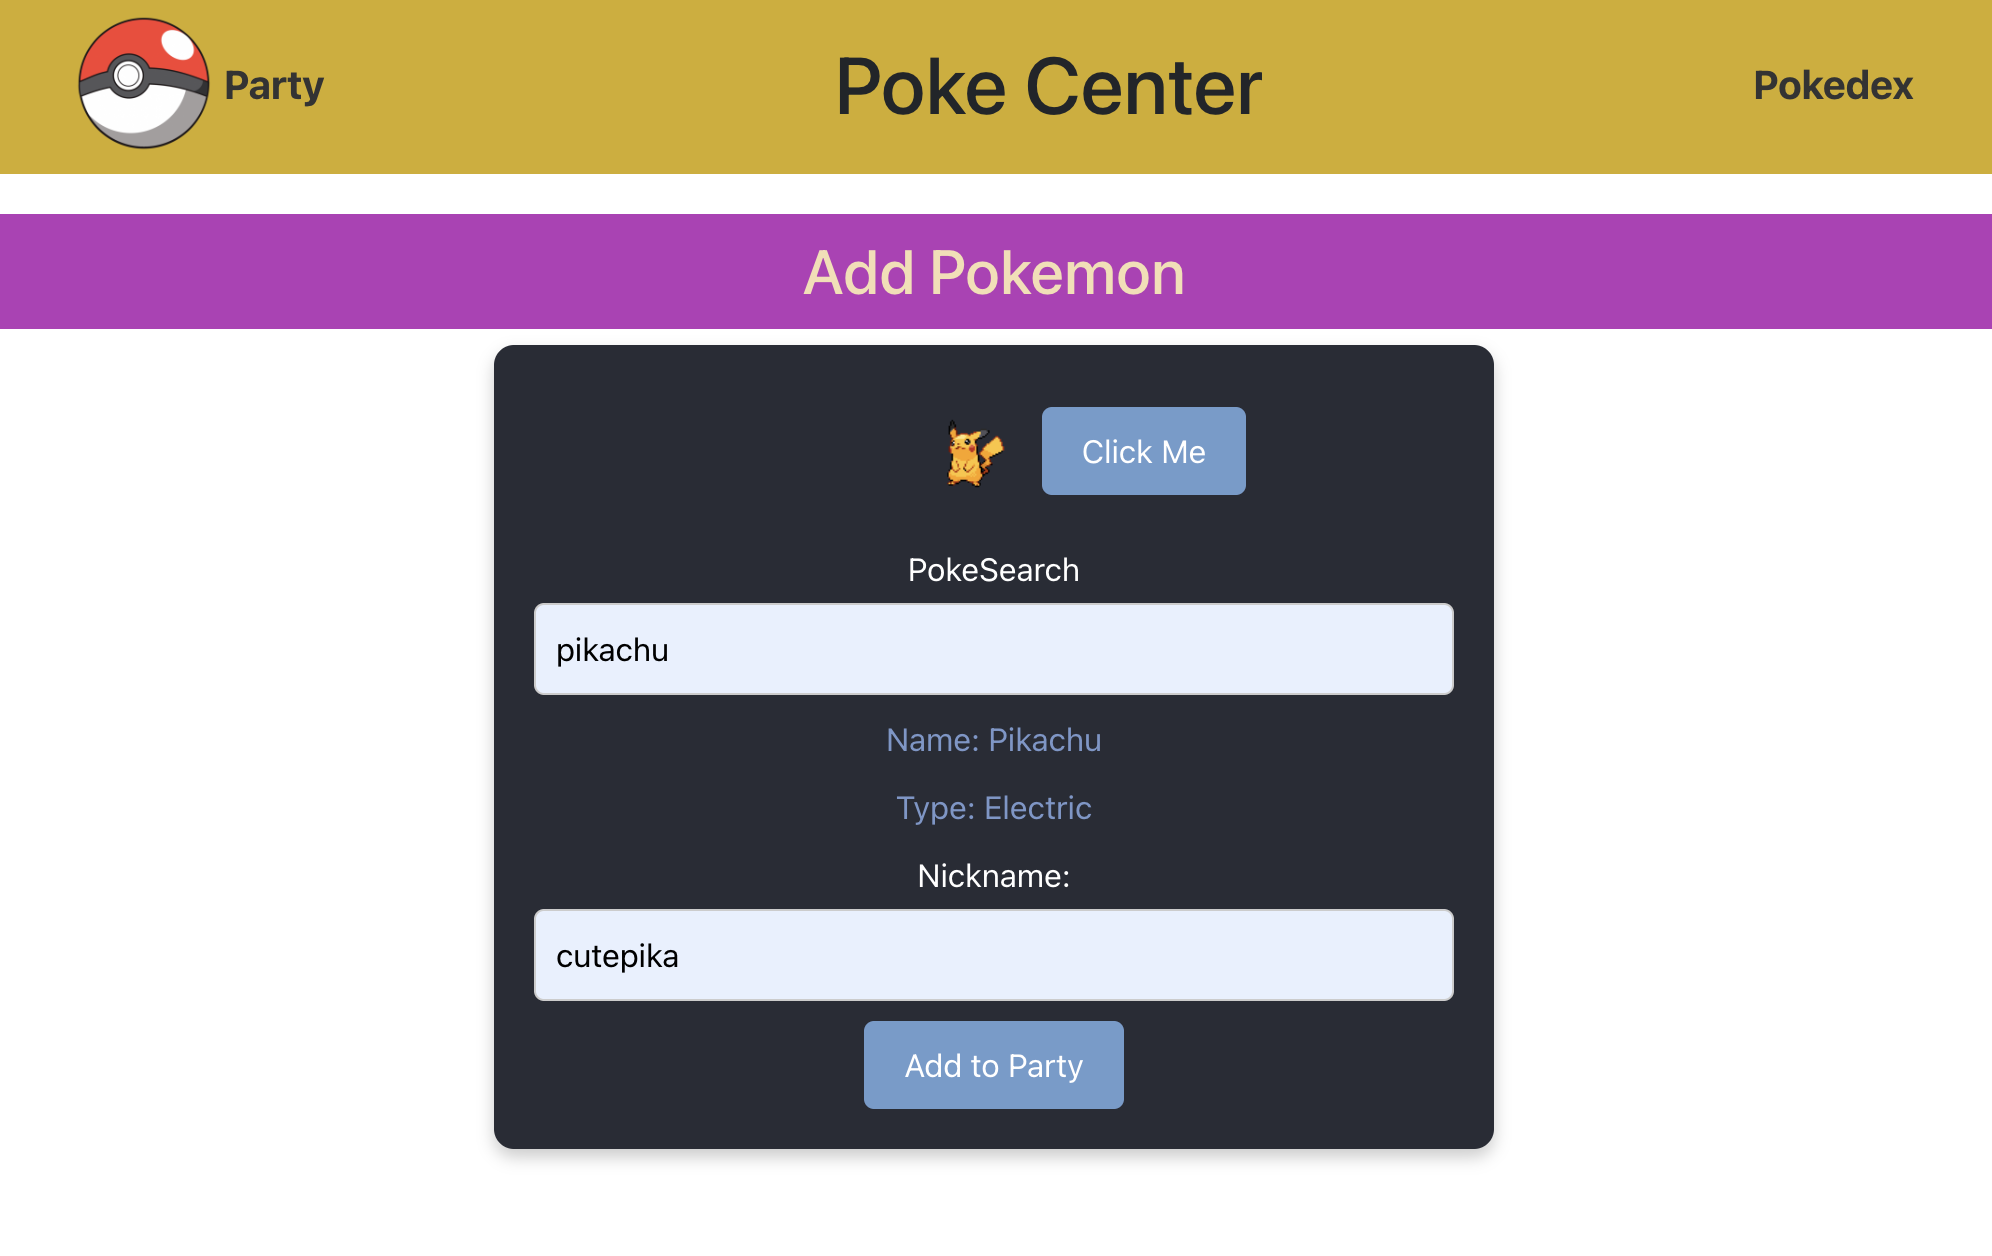 Party
Poke Center
Pokedex
Add Pokemon
Click Me
PokeSearch
pikachu
Name: Pikachu
Type: Electric
Nickname:
cutepika
Add to Party